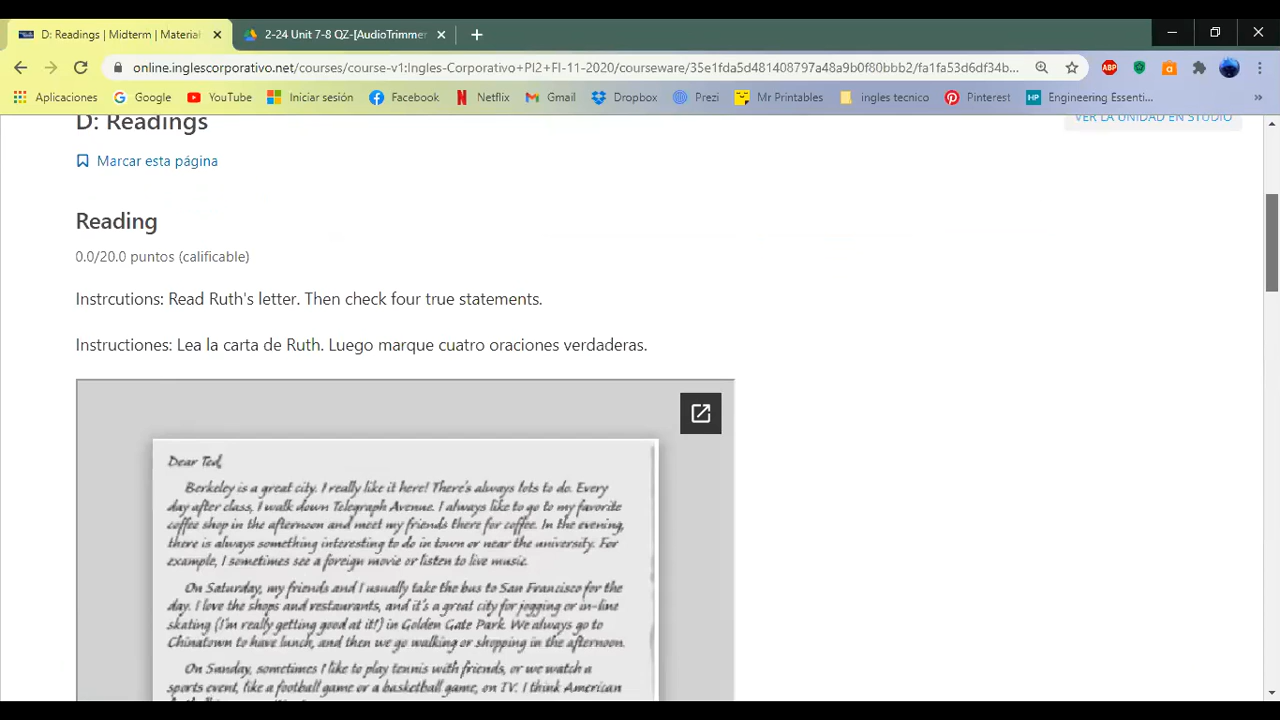 D: Readings | Midterm | Material
2-24 Unit 7-8 QZ-[AudioTrimmer
online.inglescorporativo.net/courses/course-v1:Ingles-Corporativo+PI2+FI-11-2020/courseware/35e1fda5d481408797a48a9b0f80bbb2/fa1fa53d6df34b...
Aplicaciones Google YouTube Iniciar sesión Facebook Netflix Gmail Dropbox Prezi Mr Printables ingles tecnico Pinterest Engineering Essenti...
D: Readings
VER LA UNIDAD EN STUDIO
Marcar esta página
Reading
0.0/20.0 puntos (calificable)
Instrcutions: Read Ruth's letter. Then check four true statements.
Instructiones: Lea la carta de Ruth. Luego marque cuatro oraciones verdaderas.
Dear Ted,
Berkeley is a great city. I really like it here! There's always lots to do. Every
day after class, I walk down Telegraph Avenue. I always like to go to my favorite
coffee shop in the afternoon and meet my friends there for coffee. In the evening,
there is always something interesting to do in town or near the university. For
example, I sometimes see a foreign movie or listen to live music.
On Saturday, my friends and I usually take the bus to San Francisco for the
day. I love the shops and restaurants, and it's a great city for jogging or in-line
skating (I'm really getting good at it!) in Golden Gate Park. We always go to
Chinatown to have lunch, and then we go walking or shopping in the afternoon.
On Sunday, sometimes I like to play tennis with friends, or we watch a
sports event, like a football game or a basketball game, on TV. I think American